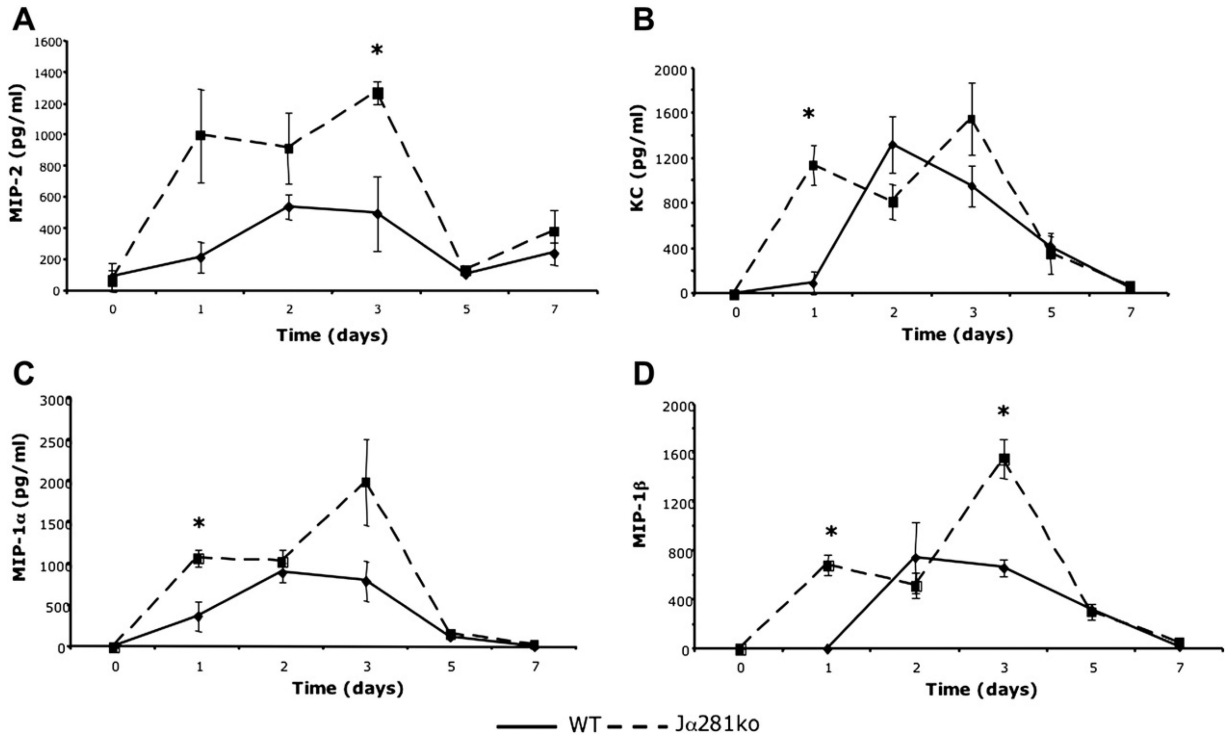 A
MIP-2 (pg/ml)
1600
1400
1200
1000
800
600
400
200
0
*
0 1 2 3 5 7
Time (days)
B
KC (pg/ml)
2000
1600
1200
800
400
0
*
0 1 2 3 5 7
Time (days)
C
MIP-1α (pg/ml)
3000
2500
2000
1500
1000
500
0
*
0 1 2 3 5 7
Time (days)
D
MIP-1β
2000
1600
1200
800
400
0
*
*
0 1 2 3 5 7
Time (days)
WT Jα281ko